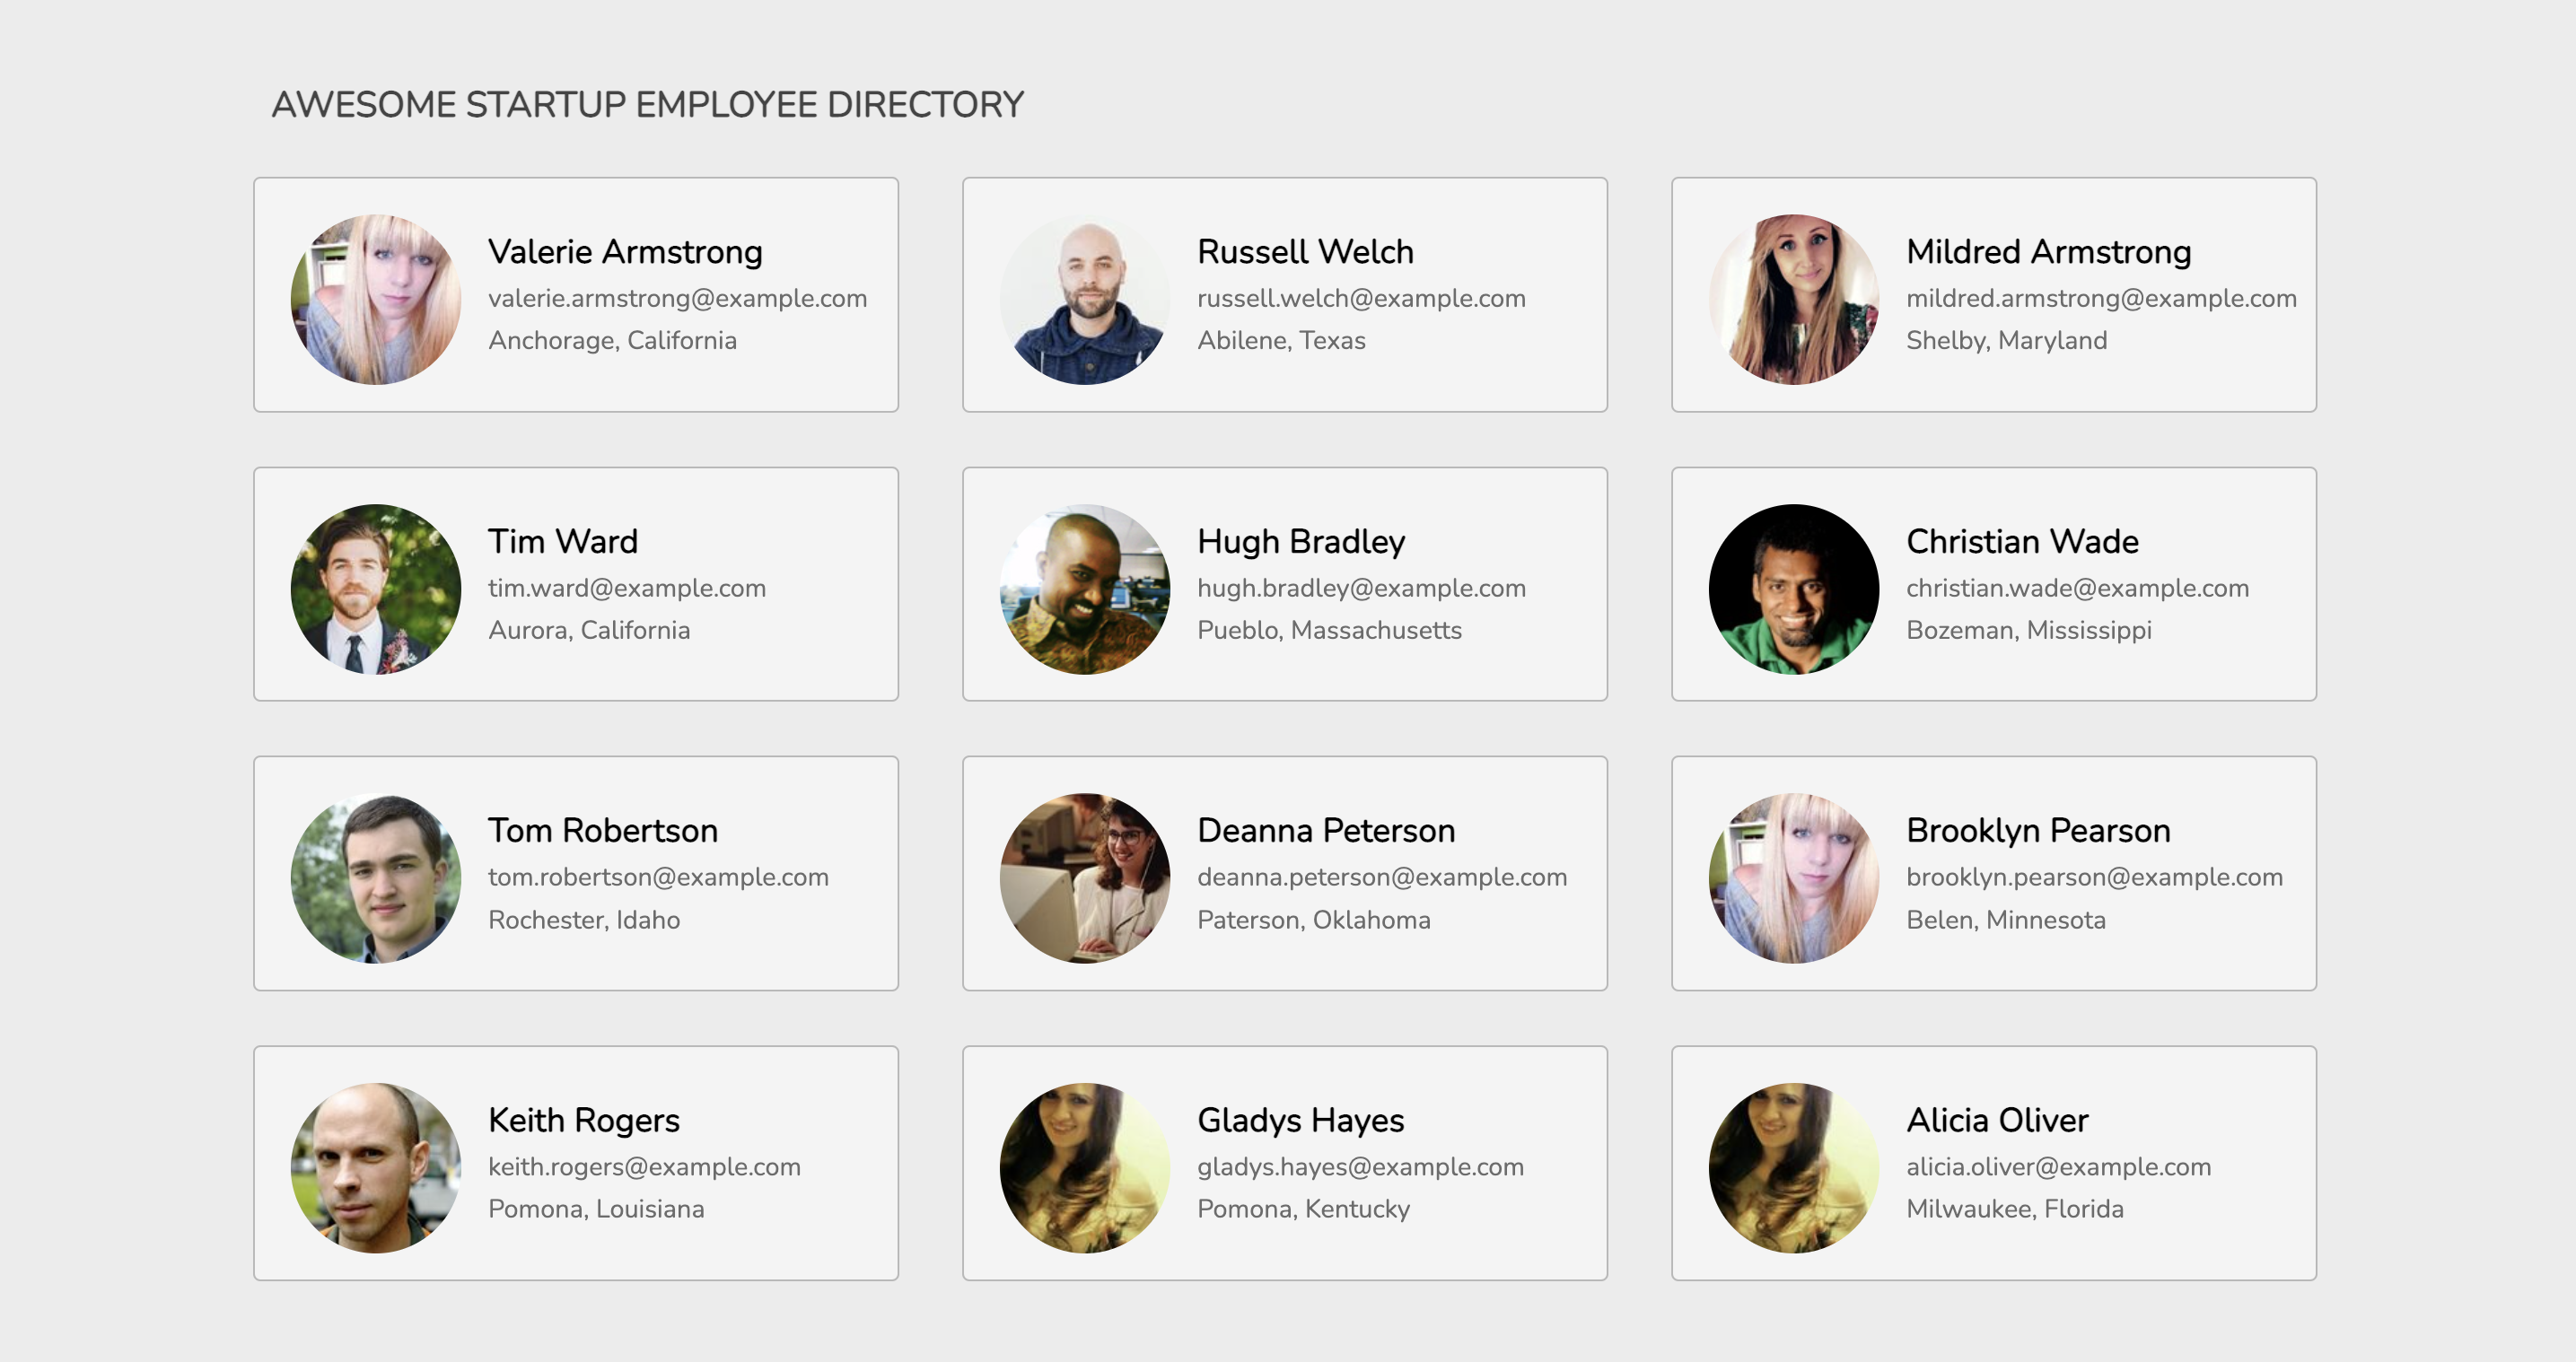 AWESOME STARTUP EMPLOYEE DIRECTORY
Valerie Armstrong
valerie.armstrong@example.com
Anchorage, California
Russell Welch
russell.welch@example.com
Abilene, Texas
Mildred Armstrong
mildred.armstrong@example.com
Shelby, Maryland
Tim Ward
tim.ward@example.com
Aurora, California
Hugh Bradley
hugh.bradley@example.com
Pueblo, Massachusetts
Christian Wade
christian.wade@example.com
Bozeman, Mississippi
Tom Robertson
tom.robertson@example.com
Rochester, Idaho
Deanna Peterson
deanna.peterson@example.com
Paterson, Oklahoma
Brooklyn Pearson
brooklyn.pearson@example.com
Belen, Minnesota
Keith Rogers
keith.rogers@example.com
Pomona, Louisiana
Gladys Hayes
gladys.hayes@example.com
Pomona, Kentucky
Alicia Oliver
alicia.oliver@example.com
Milwaukee, Florida